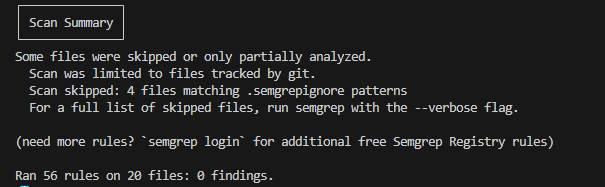 Scan Summary
Some files were skipped or only partially analyzed.
Scan was limited to files tracked by git.
Scan skipped: 4 files matching .semgrepignore patterns
For a full list of skipped files, run semgrep with the --verbose flag.
(need more rules? `semgrep login` for additional free Semgrep Registry rules)
Ran 56 rules on 20 files: 0 findings.